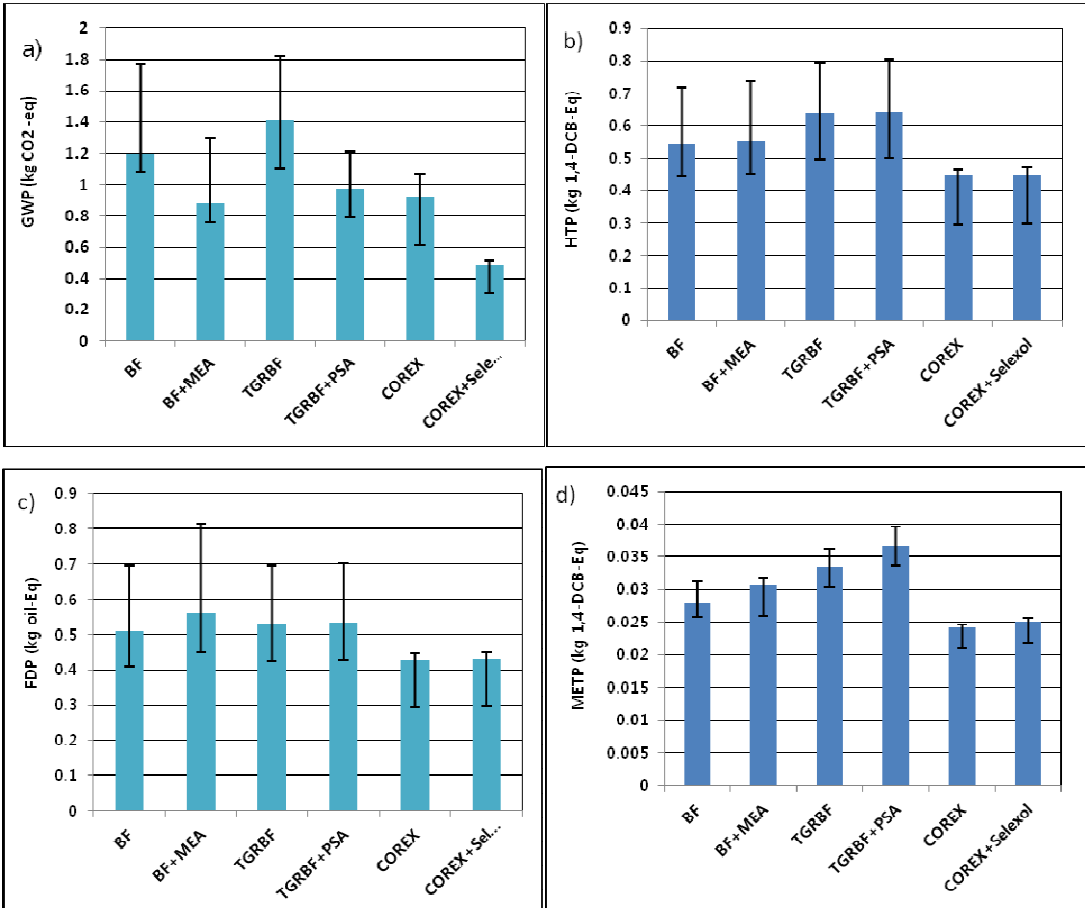 a)
GWP (kg CO2 -eq)
2
1.8
1.6
1.4
1.2
1
0.8
0.6
0.4
0.2
0
BF
BF+MEA
TGRBF
TGRBF+PSA
COREX
COREX+Sele...
b)
HTP (kg 1,4-DCB-Eq)
0.9
0.8
0.7
0.6
0.5
0.4
0.3
0.2
0.1
0
BF
BF+MEA
TGRBF
TGRBF+PSA
COREX
COREX+Selexol
c)
FDP (kg oil-Eq)
0.9
0.8
0.7
0.6
0.5
0.4
0.3
0.2
0.1
0
BF
BF+MEA
TGRBF
TGRBF+PSA
COREX
COREX+Sel...
d)
METP (kg 1,4-DCB-Eq)
0.045
0.04
0.035
0.03
0.025
0.02
0.015
0.01
0.005
0
BF
BF+MEA
TGRBF
TGRBF+PSA
COREX
COREX+Selexol